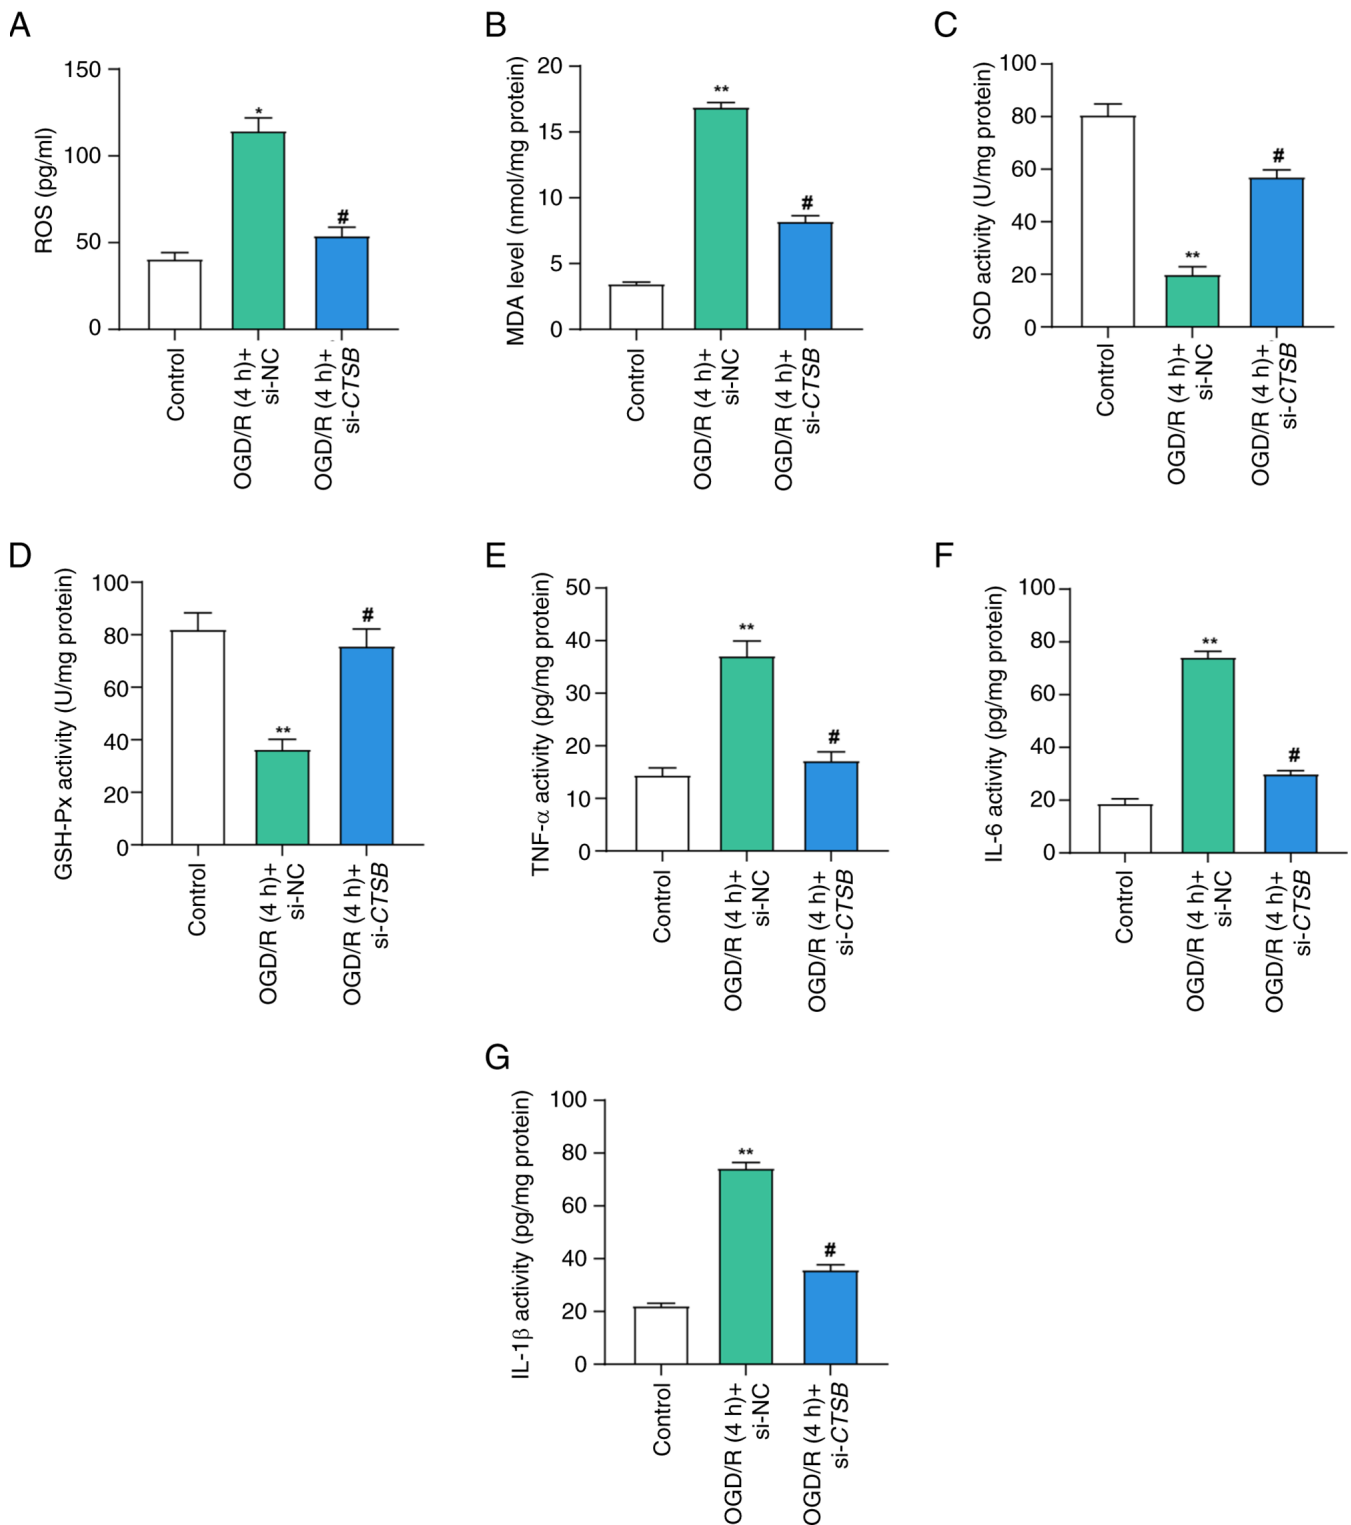 A
ROS (pg/ml)
150
100
50
0
*
#
Control
OGD/R (4 h)+
si-NC
OGD/R (4 h)+
si-CTSB
B
MDA level (nmol/mg protein)
20
15
10
5
0
**
#
Control
OGD/R (4 h)+
si-NC
OGD/R (4 h)+
si-CTSB
C
SOD activity (U/mg protein)
100
80
60
40
20
0
**
#
Control
OGD/R (4 h)+
si-NC
OGD/R (4 h)+
si-CTSB
D
GSH-Px activity (U/mg protein)
100
80
60
40
20
0
**
#
Control
OGD/R (4 h)+
si-NC
OGD/R (4 h)+
si-CTSB
E
TNF-α activity (pg/mg protein)
50
40
30
20
10
0
**
#
Control
OGD/R (4 h)+
si-NC
OGD/R (4 h)+
si-CTSB
F
IL-6 activity (pg/mg protein)
100
80
60
40
20
0
**
#
Control
OGD/R (4 h)+
si-NC
OGD/R (4 h)+
si-CTSB
G
IL-1β activity (pg/mg protein)
100
80
60
40
20
0
**
#
Control
OGD/R (4 h)+
si-NC
OGD/R (4 h)+
si-CTSB